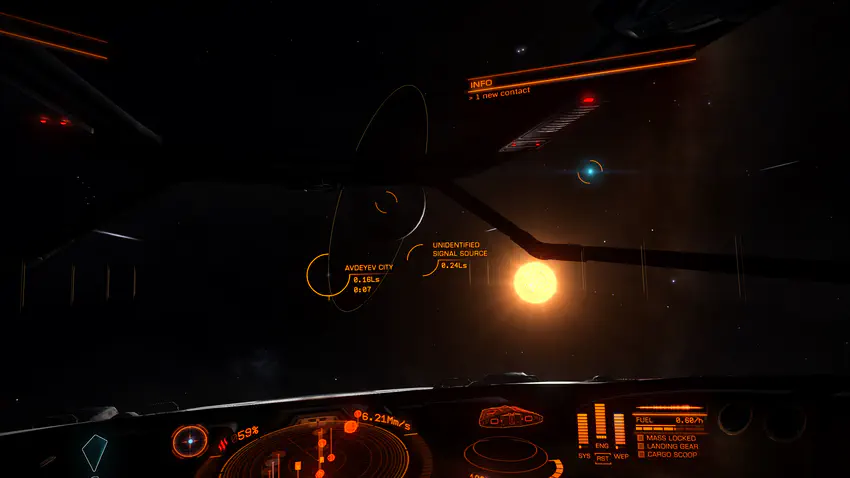 INFO
1 new contact
UNIDENTIFIED
SIGNAL SOURCE
0.24Ls
AVDEYEV CITY
0.16Ls
0:07
59%
6.21Mm/s
FUEL 0.60/h
MASS LOCKED
LANDING GEAR
CARGO SCOOP
SYS ENG WEP
RST